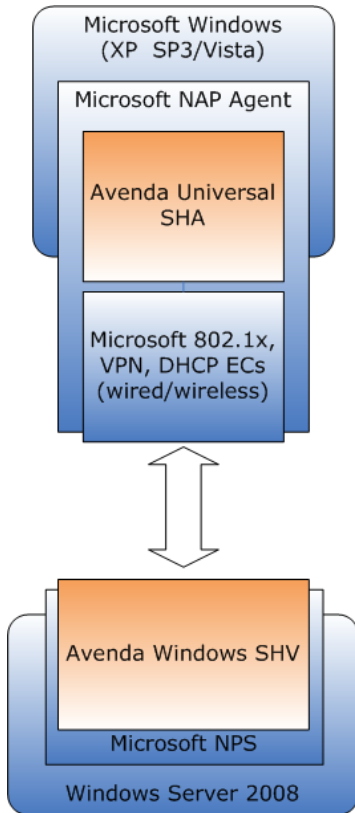 Microsoft Windows
(XP SP3/Vista)
Microsoft NAP Agent
Avenda Universal
SHA
Microsoft 802.1x,
VPN, DHCP ECs
(wired/wireless)
Avenda Windows SHV
Microsoft NPS
Windows Server 2008